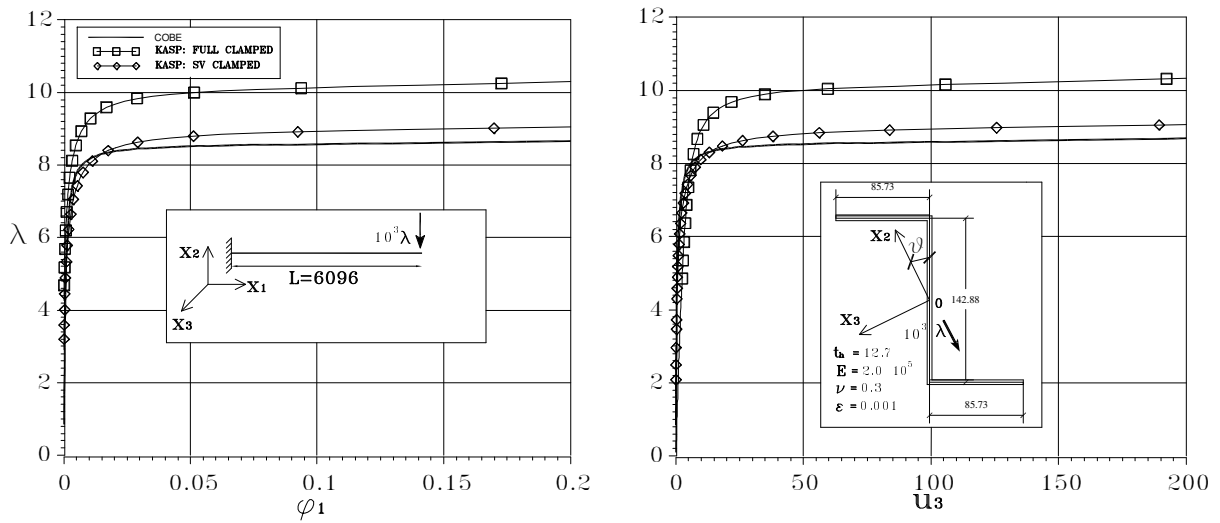 12
10
8
6
4
2
0
λ
COBE
KASP: FULL CLAMPED
KASP: SV CLAMPED
10³λ
X2
X1
X3
L=6096
0
0.05
0.1
0.15
0.2
φ1
12
10
8
6
4
2
0
85.73
X2
ϑ
0
142.88
X3
10³ λ
th = 12.7
E = 2.0 10⁵
ν = 0.3
ε = 0.001
85.73
0
50
100
150
200
u3